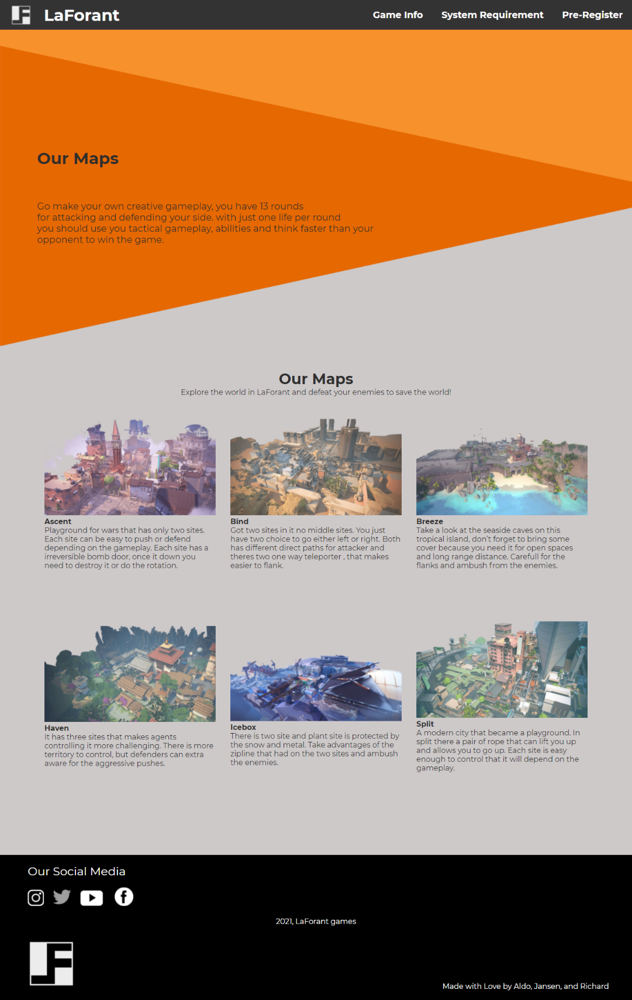 LaForant
Game Info
System Requirement
Pre-Register
Our Maps
Go make your own creative gameplay, you have 13 rounds
for attacking and defending your side. with just one life per round
you should use you tactical gameplay, abilities and think faster than your
opponent to win the game.
Our Maps
Explore the world in LaForant and defeat your enemies to save the world!
Ascent
Playground for wars that has only two sites.
Each site can be easy to push or defend
depending on the gameplay. Each site has a
irreversible bomb door, once it down you
need to destroy it or do the rotation.
Bind
Got two sites in it no middle sites. You just
have two choice to go either left or right. Both
has different direct paths for attacker and
theres two one way teleporter , that makes
easier to flank.
Breeze
Take a look at the seaside caves on this
tropical island, don't forget to bring some
cover because you need it for open spaces
and long range distance. Carefull for the
flanks and ambush from the enemies.
Haven
It has three sites that makes agents
controlling it more challenging. There is more
territory to control, but defenders can extra
aware for the aggressive pushes.
Icebox
There is two site and plant site is protected by
the snow and metal. Take advantages of the
zipline that had on the two sites and ambush
the enemies.
Split
A modern city that became a playground. In
split there a pair of rope that can lift you up
and allows you to go up. Each site is easy
enough to control that it will depend on the
gameplay.
Our Social Media
2021, LaForant games
Made with Love by Aldo, Jansen, and Richard